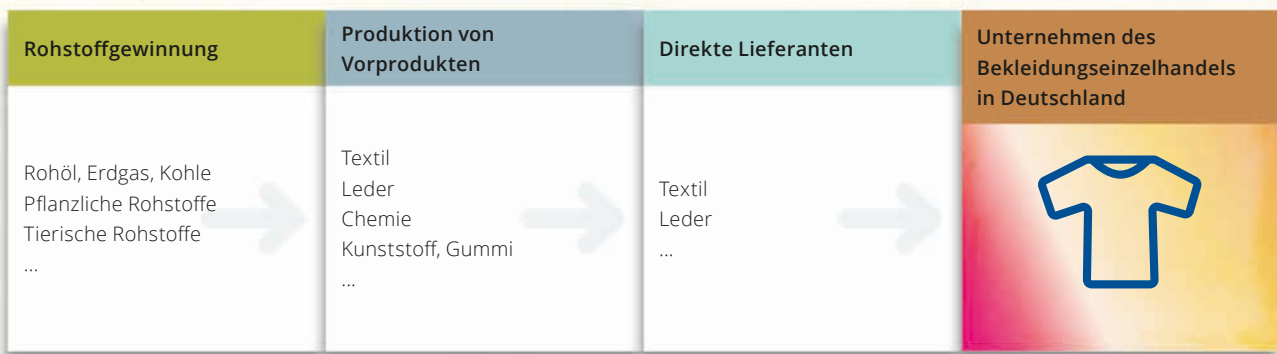 Rohstoffgewinnung
Rohöl, Erdgas, Kohle
Pflanzliche Rohstoffe
Tierische Rohstoffe
...
Produktion von
Vorprodukten
Textil
Leder
Chemie
Kunststoff, Gummi
...
Direkte Lieferanten
Textil
Leder
...
Unternehmen des
Bekleidungseinzelhandels
in Deutschland